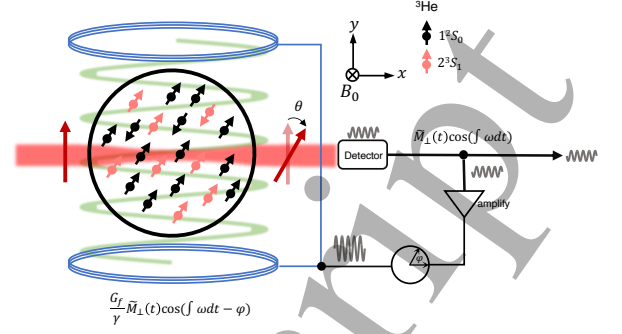 ³He
y
1¹S₀
2³S₁
B₀
x
θ
M̃⊥(t)cos(∫ ωdt)
Detector
amplify
φ
G_f/γ M̃⊥(t)cos(∫ ωdt − φ)